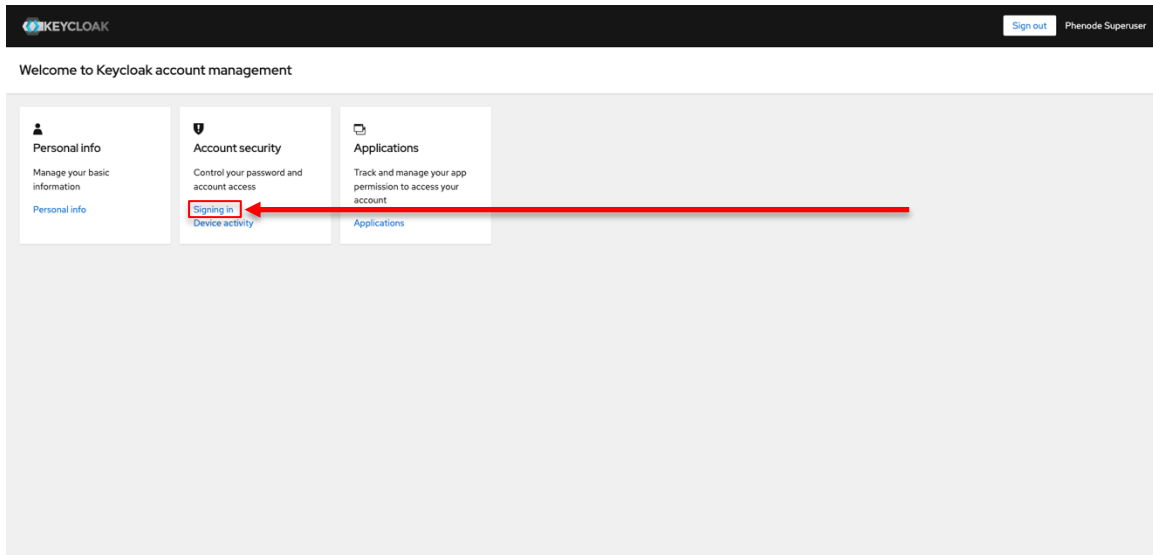 KEYCLOAK
Sign out
Phenode Superuser
Welcome to Keycloak account management
Personal info
Manage your basic
information
Personal info
Account security
Control your password and
account access
Signing in
Device activity
Applications
Track and manage your app
permission to access your
account
Applications